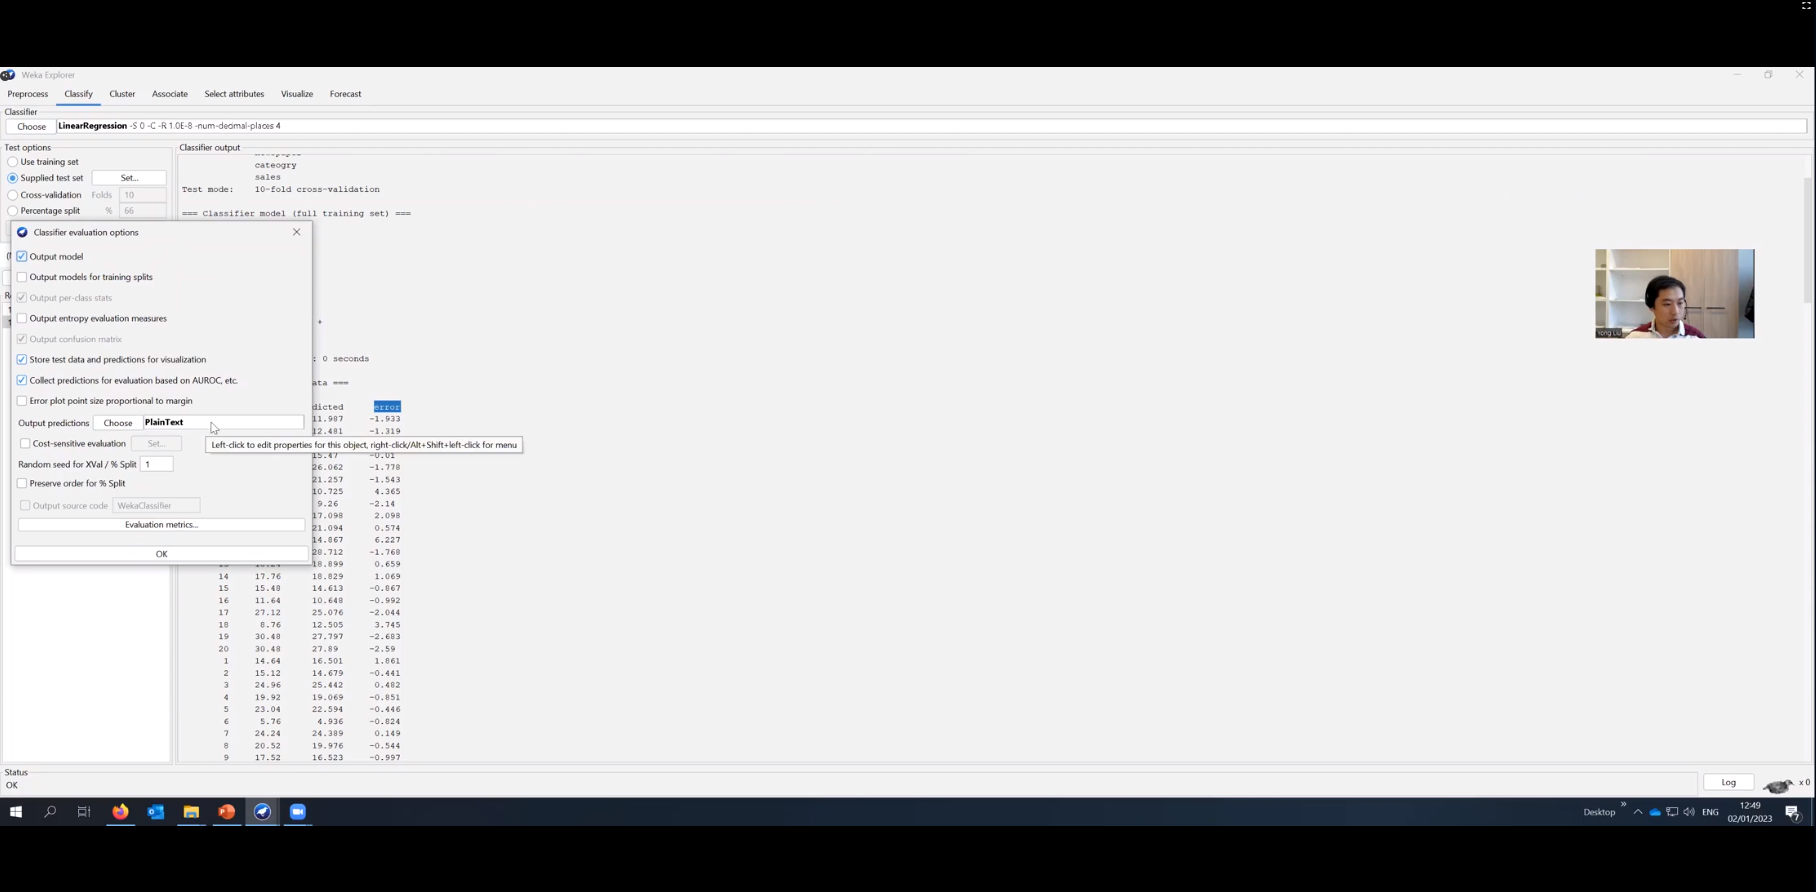 Weka Explorer
Preprocess Classify Cluster Associate Select attributes Visualize Forecast
Classifier
Choose LinearRegression -S 0 -C -R 1.0E-8 -num-decimal-places 4
Test options
Use training set
Supplied test set Set...
Cross-validation Folds 10
Percentage split % 66
Classifier output
cateogry
sales
Test mode: 10-fold cross-validation
=== Classifier model (full training set) ===
+
: 0 seconds
ata ===
dicted error
11.987 -1.933
12.481 -1.319
15.47 -0.01
26.062 -1.778
21.257 -1.543
10.725 4.365
9.26 -2.14
17.098 2.098
21.094 0.574
14.867 6.227
28.712 -1.768
18.899 0.659
14 17.76 18.829 1.069
15 15.48 14.613 -0.867
16 11.64 10.648 -0.992
17 27.12 25.076 -2.044
18 8.76 12.505 3.745
19 30.48 27.797 -2.683
20 30.48 27.89 -2.59
1 14.64 16.501 1.861
2 15.12 14.679 -0.441
3 24.96 25.442 0.482
4 19.92 19.069 -0.851
5 23.04 22.594 -0.446
6 5.76 4.936 -0.824
7 24.24 24.389 0.149
8 20.52 19.976 -0.544
9 17.52 16.523 -0.997
Classifier evaluation options
Output model
Output models for training splits
Output per-class stats
Output entropy evaluation measures
Output confusion matrix
Store test data and predictions for visualization
Collect predictions for evaluation based on AUROC, etc.
Error plot point size proportional to margin
Output predictions Choose PlainText
Left-click to edit properties for this object, right-click/Alt+Shift+left-click for menu
Cost-sensitive evaluation Set...
Random seed for XVal / % Split 1
Preserve order for % Split
Output source code WekaClassifier
Evaluation metrics...
OK
Yong Liu
Status
OK
Log
x 0
Desktop
ENG
12:49
02/01/2023
7